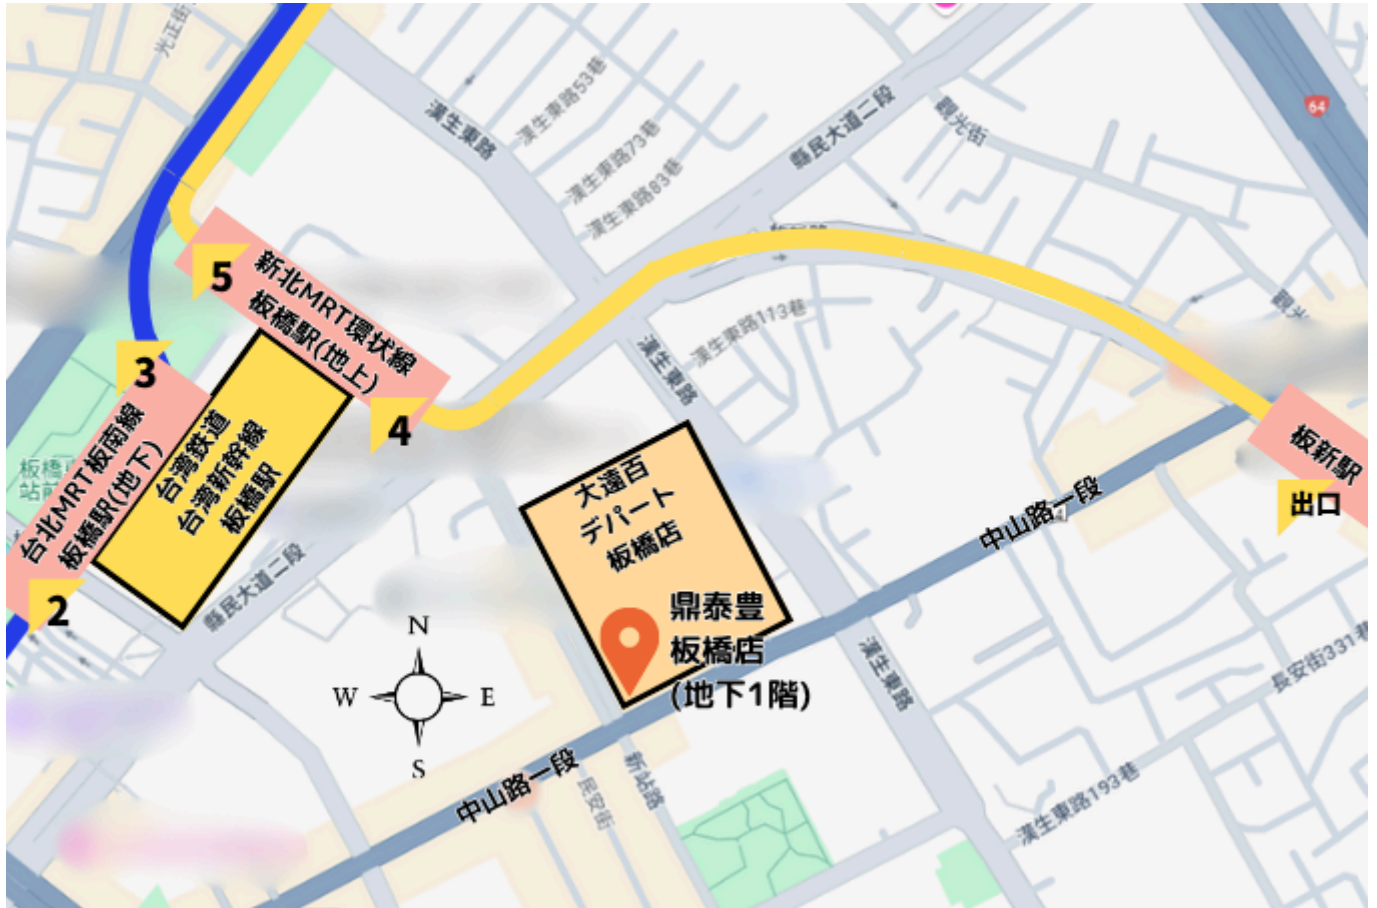 光正街
漢生東路
漢生東路53巷
漢生東路73巷
漢生東路83巷
縣民大道二段
觀光街
64
5
新北MRT環状線
板橋駅(地上)
4
3
台北MRT板南線
板橋駅(地下)
2
台湾鉄道
台湾新幹線
板橋駅
縣民大道二段
漢生東路
漢生東路113巷
觀光
板新駅
出口
大遠百
デパート
板橋店
鼎泰豊
板橋店
(地下1階)
中山路一段
漢生東路
長安街331巷
漢生東路193巷
N
W
E
S
中山路一段
新站路
民安街